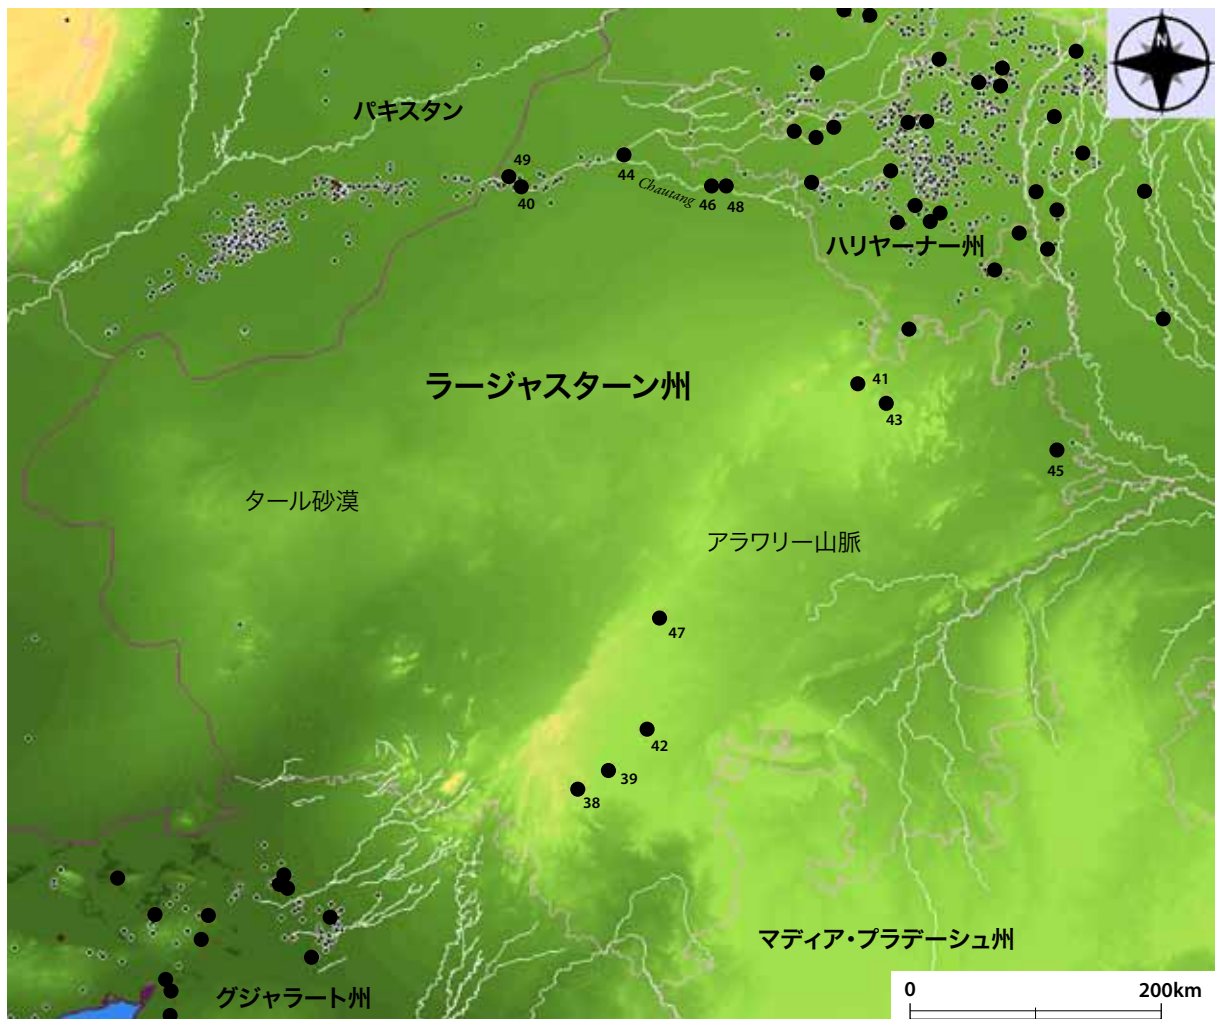 N
パキスタン
49
44
40
Chautang
46
48
ハリヤーナー州
ラージャスターン州
41
43
45
タール砂漠
アラワリー山脈
47
42
39
38
マディア・プラデーシュ州
グジャラート州
0
200km